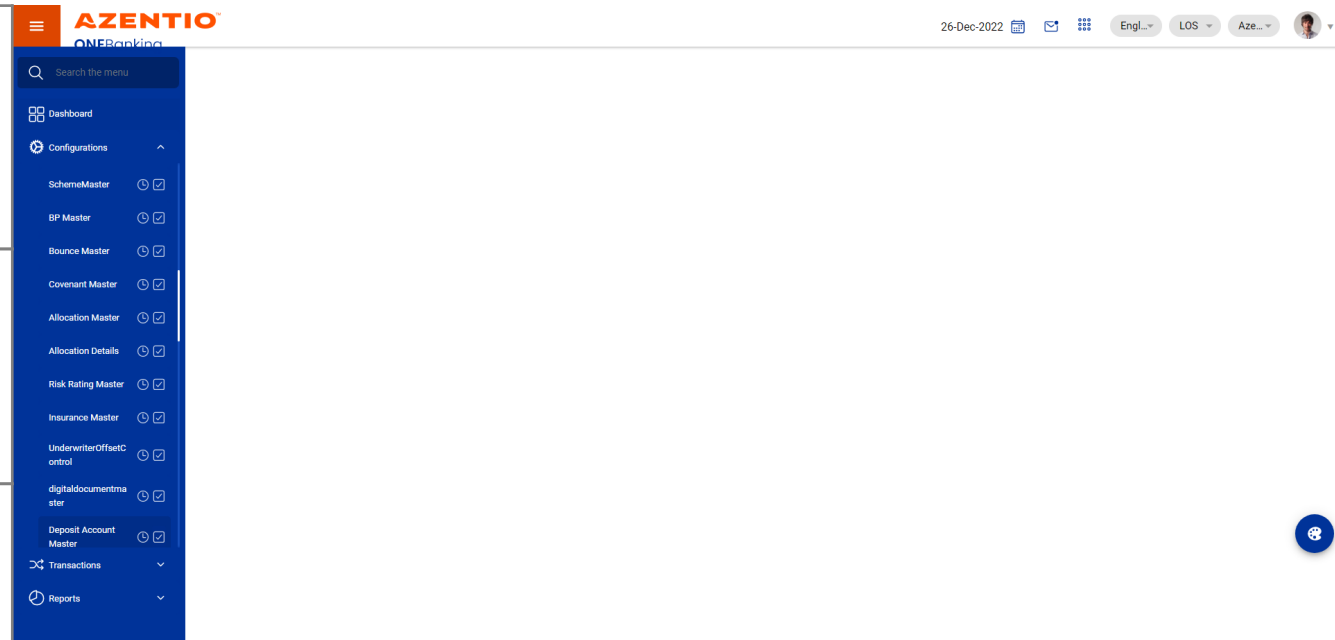 AZENTIO™
ONEBanking
26-Dec-2022
Engl...
LOS
Aze...
Search the menu
Dashboard
Configurations
SchemeMaster
BP Master
Bounce Master
Covenant Master
Allocation Master
Allocation Details
Risk Rating Master
Insurance Master
UnderwriterOffsetC
ontrol
digitaldocumentma
ster
Deposit Account
Master
Transactions
Reports